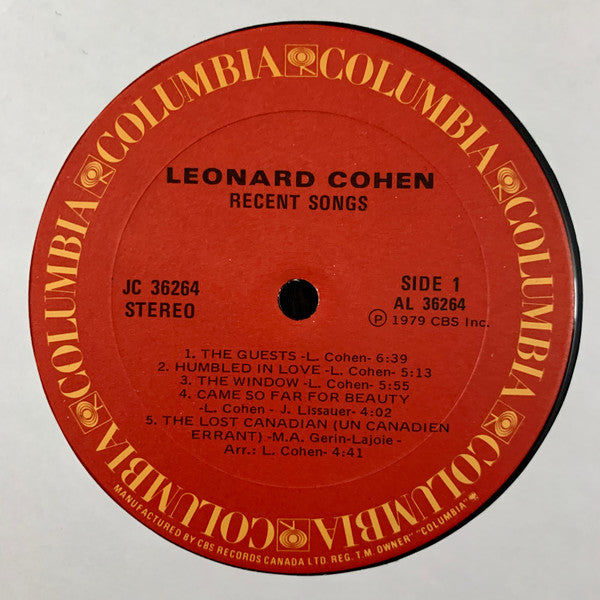 COLUMBIA COLUMBIA COLUMBIA COLUMBIA COLUMBIA COLUMBIA
LEONARD COHEN
RECENT SONGS
JC 36264
STEREO
SIDE 1
AL 36264
Ⓟ 1979 CBS Inc.
1. THE GUESTS -L. Cohen- 6:39
2. HUMBLED IN LOVE -L. Cohen- 5:13
3. THE WINDOW -L. Cohen- 5:55
4. CAME SO FAR FOR BEAUTY
-L. Cohen - J. Lissauer- 4:02
5. THE LOST CANADIAN (UN CANADIEN
ERRANT) -M.A. Gerin-Lajoie -
Arr.: L. Cohen- 4:41
MANUFACTURED BY CBS RECORDS CANADA LTD. REG. T.M. OWNER "COLUMBIA"